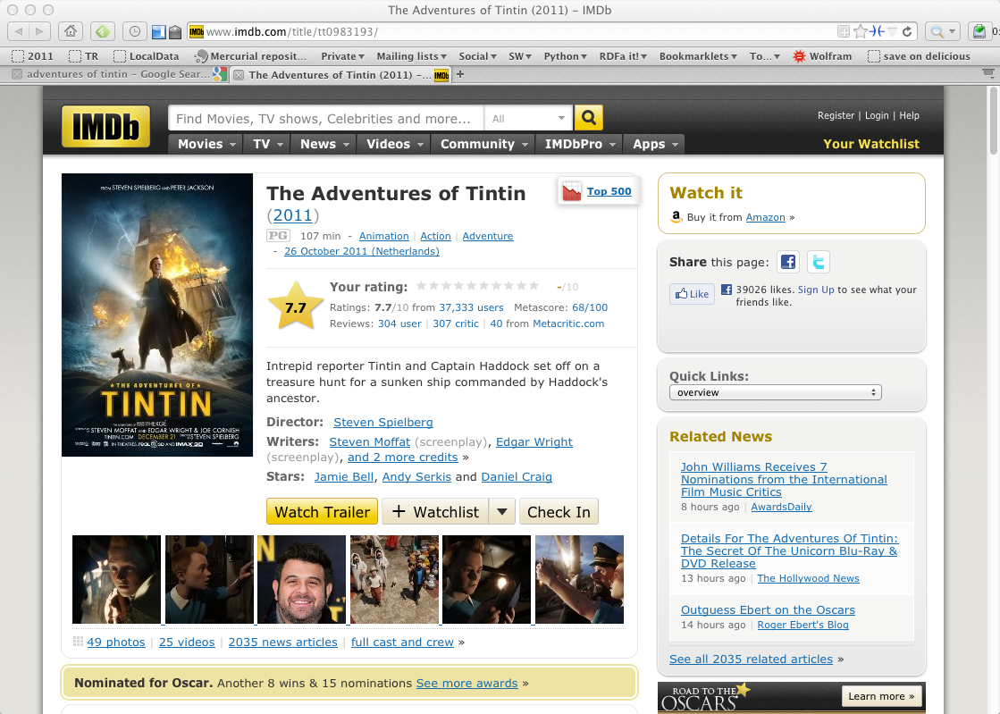 The Adventures of Tintin (2011) – IMDb
IMDb www.imdb.com/title/tt0983193/
2011 TR LocalData Mercurial reposit... Private Mailing lists Social SW Python RDFa it! Bookmarklets To... Wolfram save on delicious
adventures of tintin – Google Sear... The Adventures of Tintin (2011) –... IMDb +
IMDb
Find Movies, TV shows, Celebrities and more... All
Register | Login | Help
Movies TV News Videos Community IMDbPro Apps
Your Watchlist
FROM STEVEN SPIELBERG AND PETER JACKSON
THE ADVENTURES OF
TINTIN
STEVEN MOFFAT AND EDGAR WRIGHT & JOE CORNISH
TINTIN.COM DECEMBER 21 STEVEN SPIELBERG
The Adventures of Tintin
(2011)
Top 500
PG 107 min - Animation | Action | Adventure
- 26 October 2011 (Netherlands)
7.7
Your rating: -/10
Ratings: 7.7/10 from 37,333 users Metascore: 68/100
Reviews: 304 user | 307 critic | 40 from Metacritic.com
Intrepid reporter Tintin and Captain Haddock set off on a
treasure hunt for a sunken ship commanded by Haddock's
ancestor.
Director: Steven Spielberg
Writers: Steven Moffat (screenplay), Edgar Wright
(screenplay), and 2 more credits »
Stars: Jamie Bell, Andy Serkis and Daniel Craig
Watch Trailer + Watchlist Check In
49 photos | 25 videos | 2035 news articles | full cast and crew »
Nominated for Oscar. Another 8 wins & 15 nominations See more awards »
Watch it
a Buy it from Amazon »
Share this page:
Like 39026 likes. Sign Up to see what your
friends like.
Quick Links:
overview
Related News
John Williams Receives 7
Nominations from the International
Film Music Critics
8 hours ago | AwardsDaily
Details For The Adventures Of Tintin:
The Secret Of The Unicorn Blu-Ray &
DVD Release
13 hours ago | The Hollywood News
Outguess Ebert on the Oscars
14 hours ago | Roger Ebert's Blog
See all 2035 related articles »
ROAD TO THE
OSCARS
Learn more »